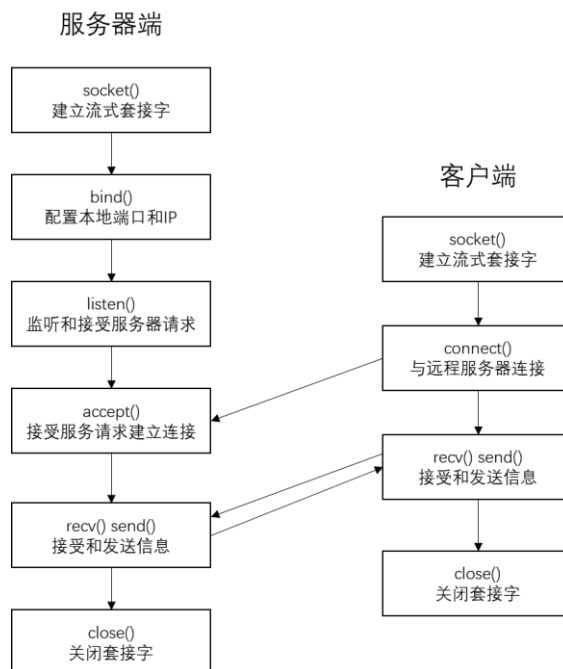 服务器端
socket()
建立流式套接字
bind()
配置本地端口和IP
listen()
监听和接受服务器请求
accept()
接受服务请求建立连接
recv() send()
接受和发送信息
close()
关闭套接字
客户端
socket()
建立流式套接字
connect()
与远程服务器连接
recv() send()
接受和发送信息
close()
关闭套接字